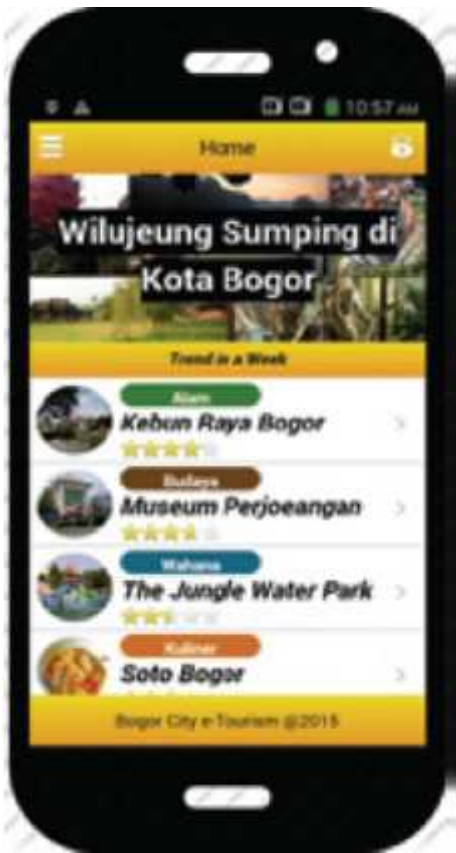 10:57 AM
Home
Wilujeung Sumping di
Kota Bogor
Trend in a Week
Alam
Kebun Raya Bogor
Budaya
Museum Perjoeangan
Wahana
The Jungle Water Park
Kuliner
Soto Bogor
Bogor City e-Tourism @2015